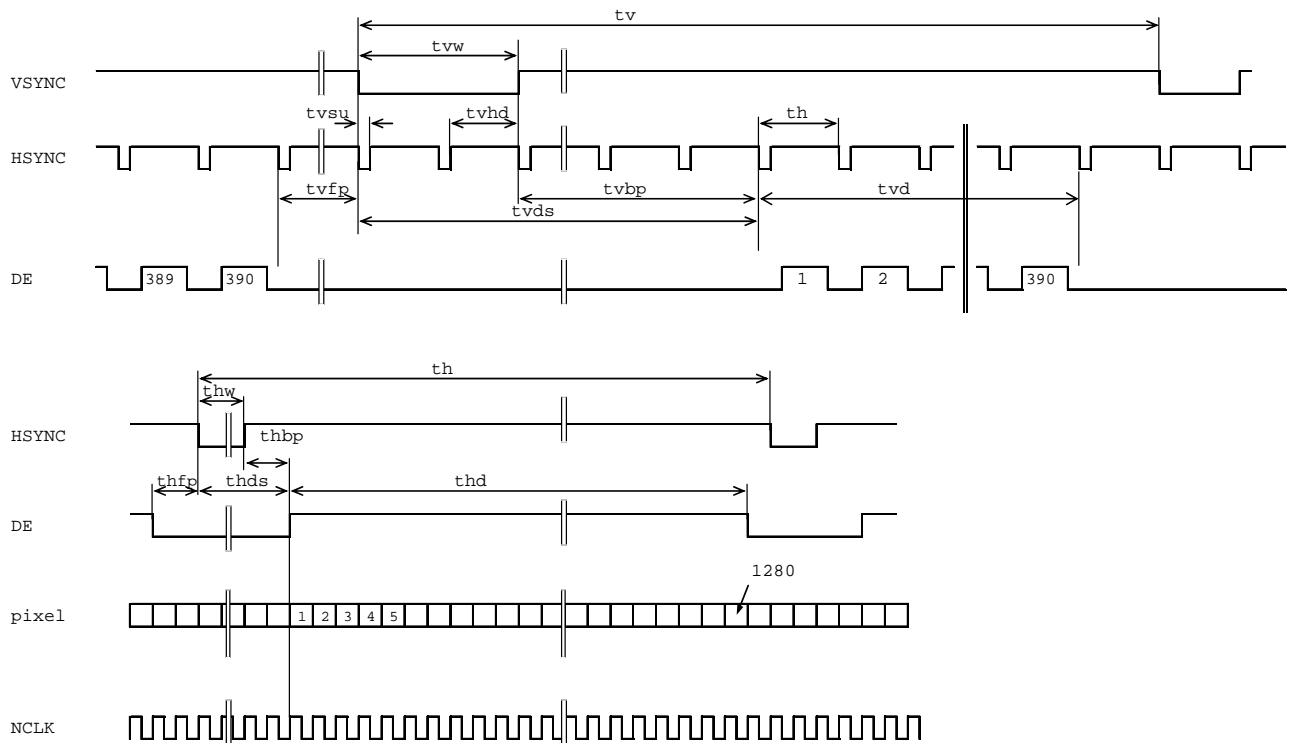 tv
tvw
VSYNC
tvsu
tvhd
th
HSYNC
tvfp
tvbp
tvd
tvds
DE
389
390
1
2
390
th
thw
HSYNC
thbp
thfp
thds
thd
DE
1280
pixel
1 2 3 4 5
NCLK